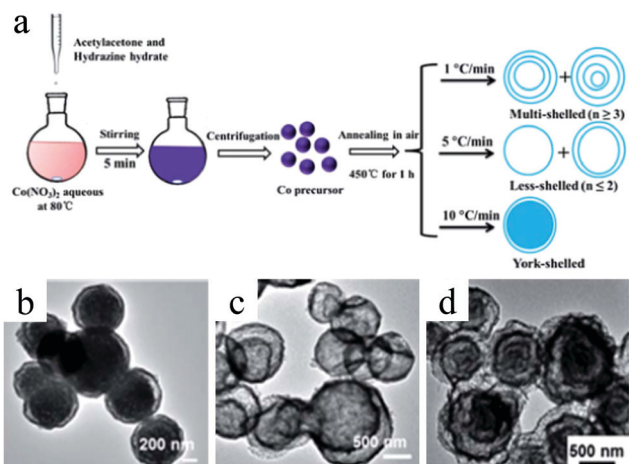 a
Acetylacetone and
Hydrazine hydrate
Stirring
5 min
Centrifugation
Annealing in air
450℃ for 1 h
Co(NO₃)₂ aqueous
at 80℃
Co precursor
1 °C/min
+
Multi-shelled (n ≥ 3)
5 °C/min
+
Less-shelled (n ≤ 2)
10 °C/min
York-shelled
b
200 nm
c
500 nm
d
500 nm